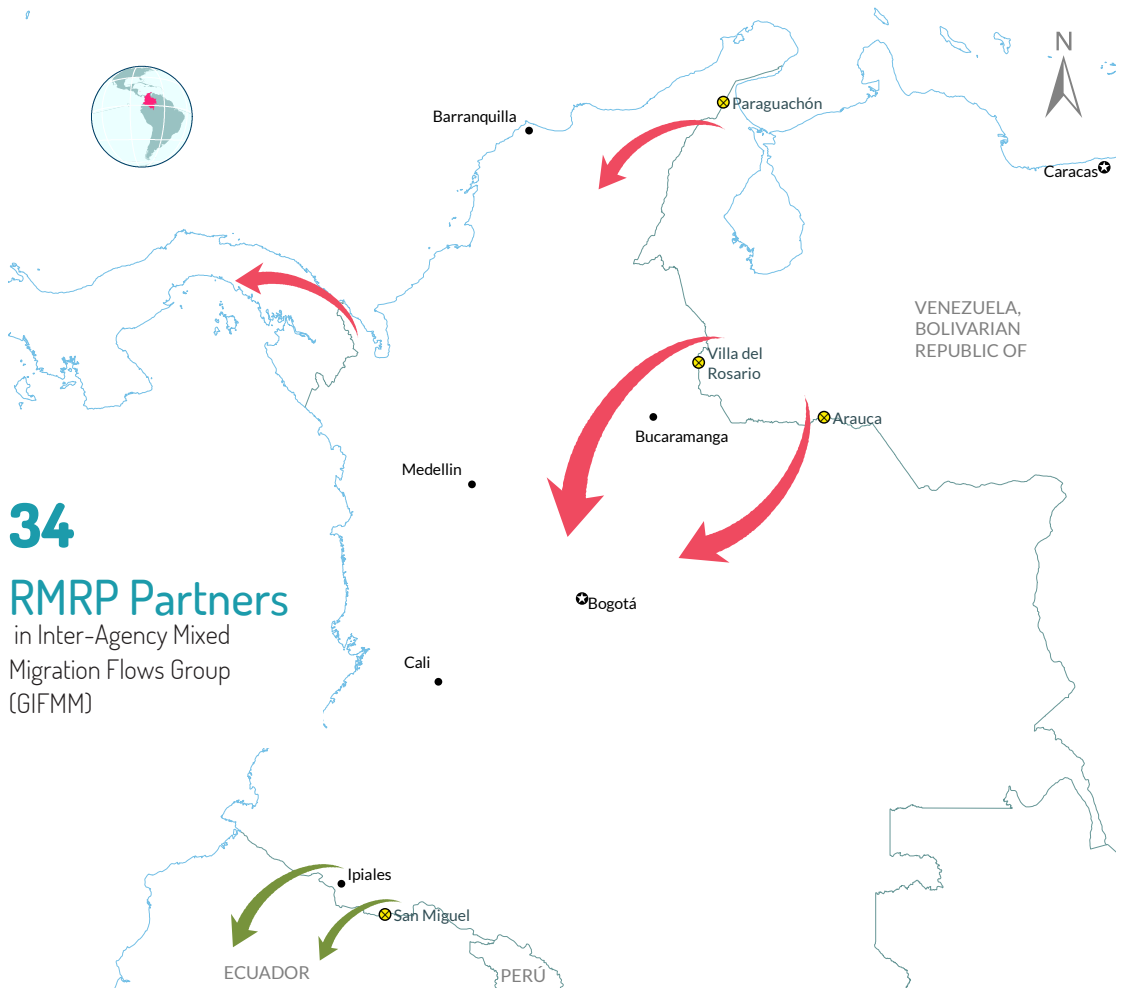 N
Paraguachón
Barranquilla
Caracas
VENEZUELA,
BOLIVARIAN
REPUBLIC OF
Villa del
Rosario
Arauca
Bucaramanga
Medellin
34
RMRP Partners
in Inter-Agency Mixed
Migration Flows Group
(GIFMM)
Bogotá
Cali
Ipiales
San Miguel
ECUADOR
PERÚ